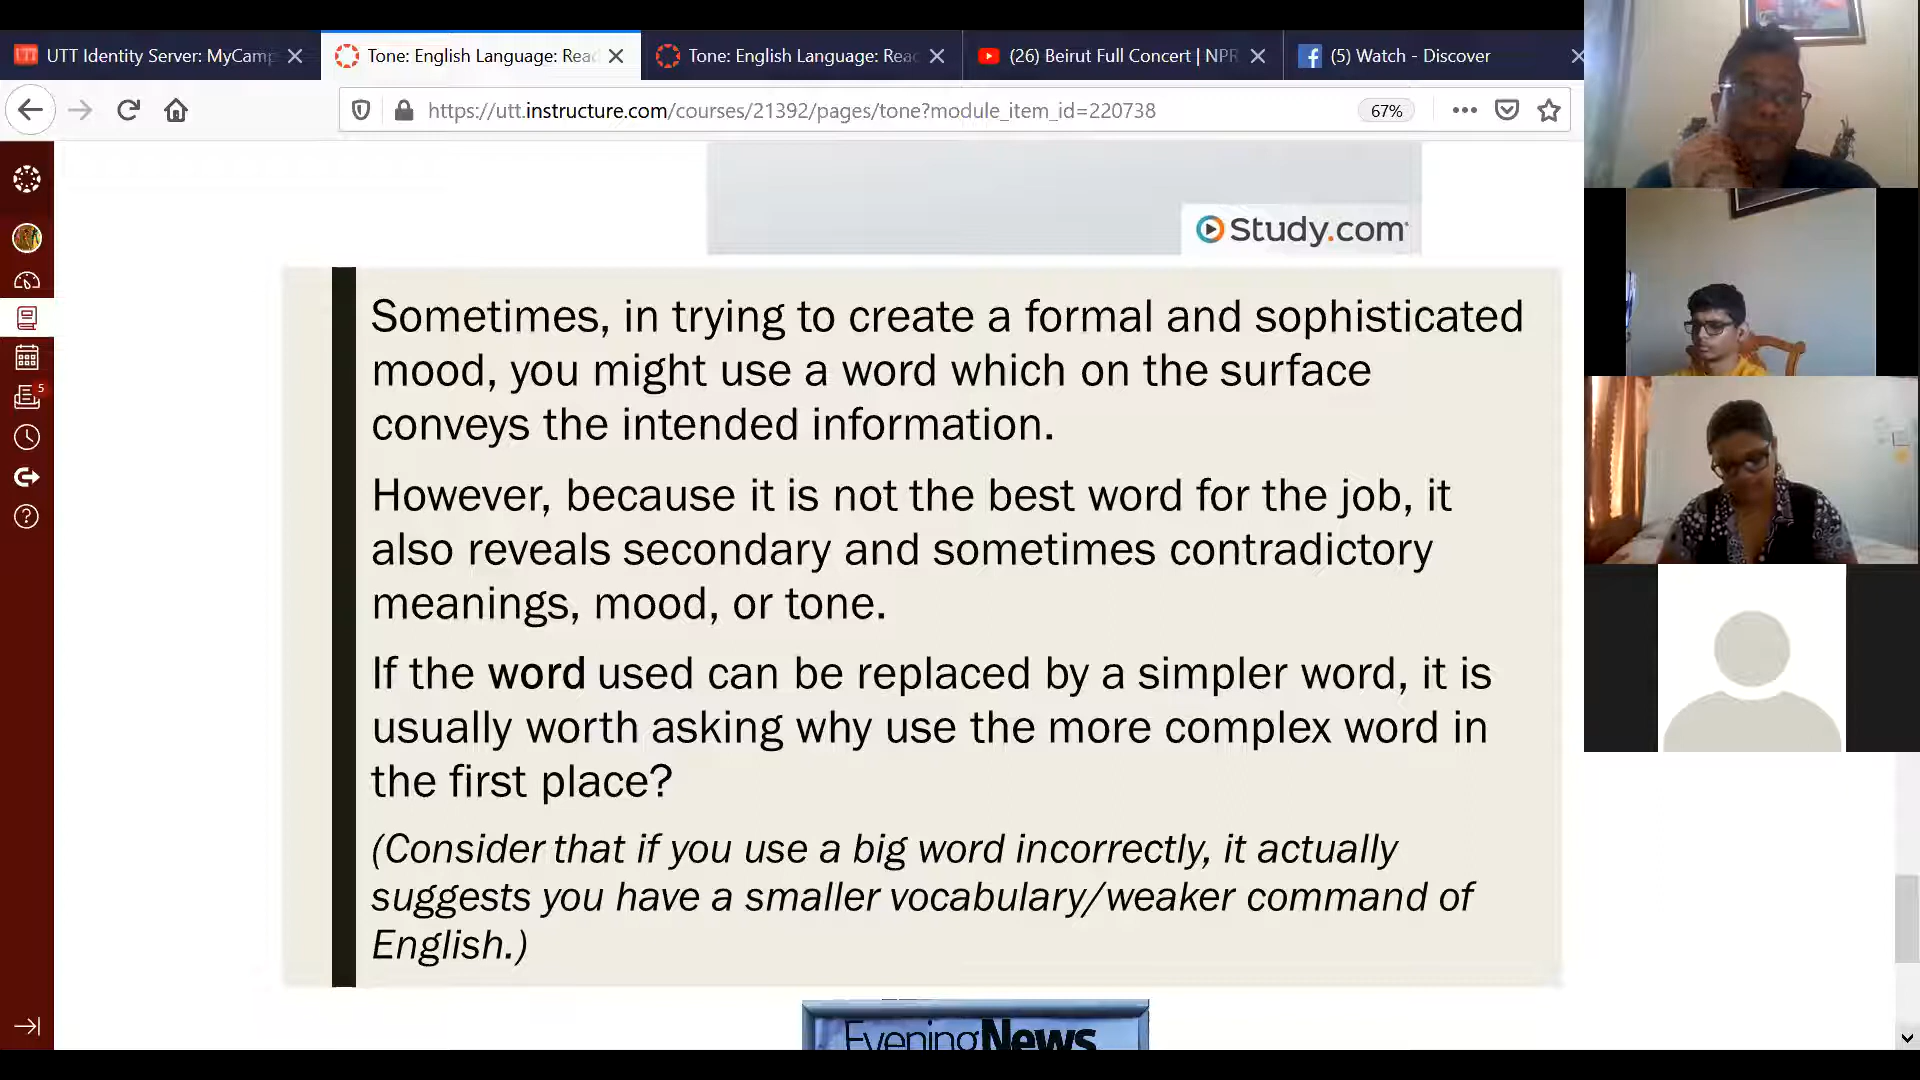 UTT Identity Server: MyCamp
Tone: English Language: Read
Tone: English Language: Read
(26) Beirut Full Concert | NPR
(5) Watch - Discover
https://utt.instructure.com/courses/21392/pages/tone?module_item_id=220738
67%
Study.com
5
Sometimes, in trying to create a formal and sophisticated
mood, you might use a word which on the surface
conveys the intended information.
However, because it is not the best word for the job, it
also reveals secondary and sometimes contradictory
meanings, mood, or tone.
If the word used can be replaced by a simpler word, it is
usually worth asking why use the more complex word in
the first place?
(Consider that if you use a big word incorrectly, it actually
suggests you have a smaller vocabulary/weaker command of
English.)
EveningNews